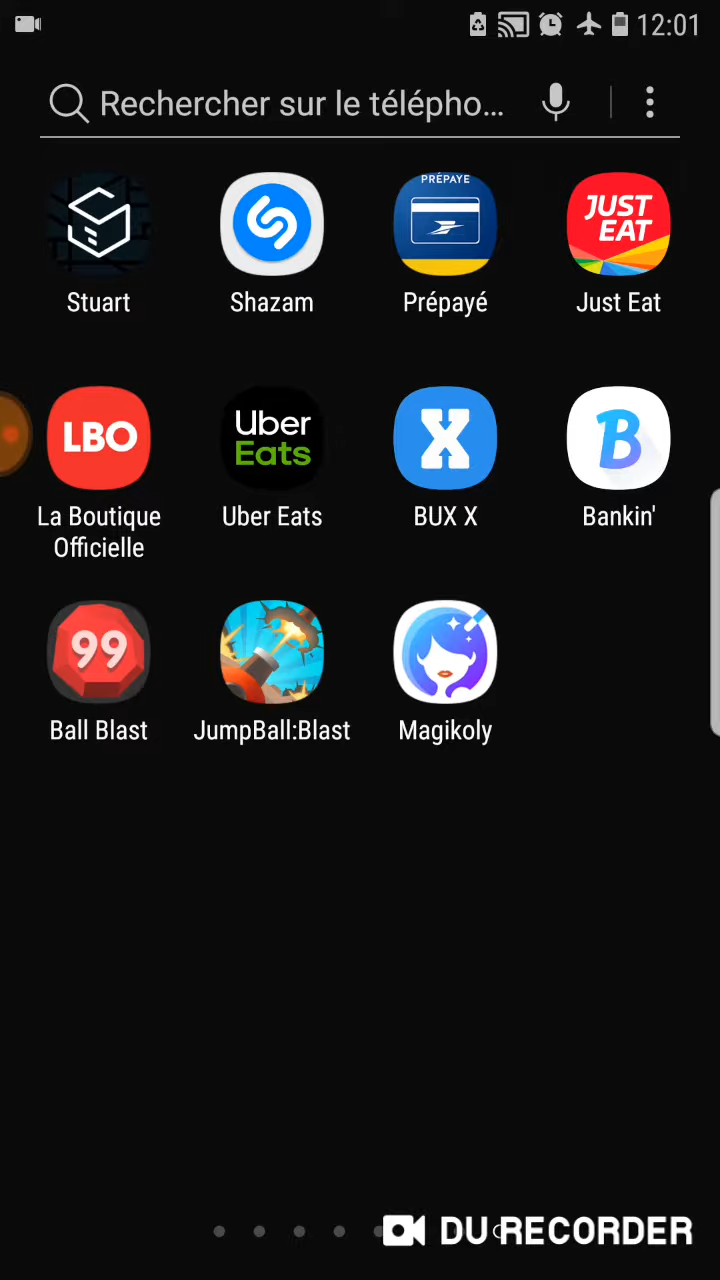 12:01
Rechercher sur le télépho...
PRÉPAYÉ
JUST
EAT
Stuart
Shazam
Prépayé
Just Eat
LBO
Uber
Eats
X
B
La Boutique
Officielle
Uber Eats
BUX X
Bankin'
99
Ball Blast
JumpBall:Blast
Magikoly
DU RECORDER